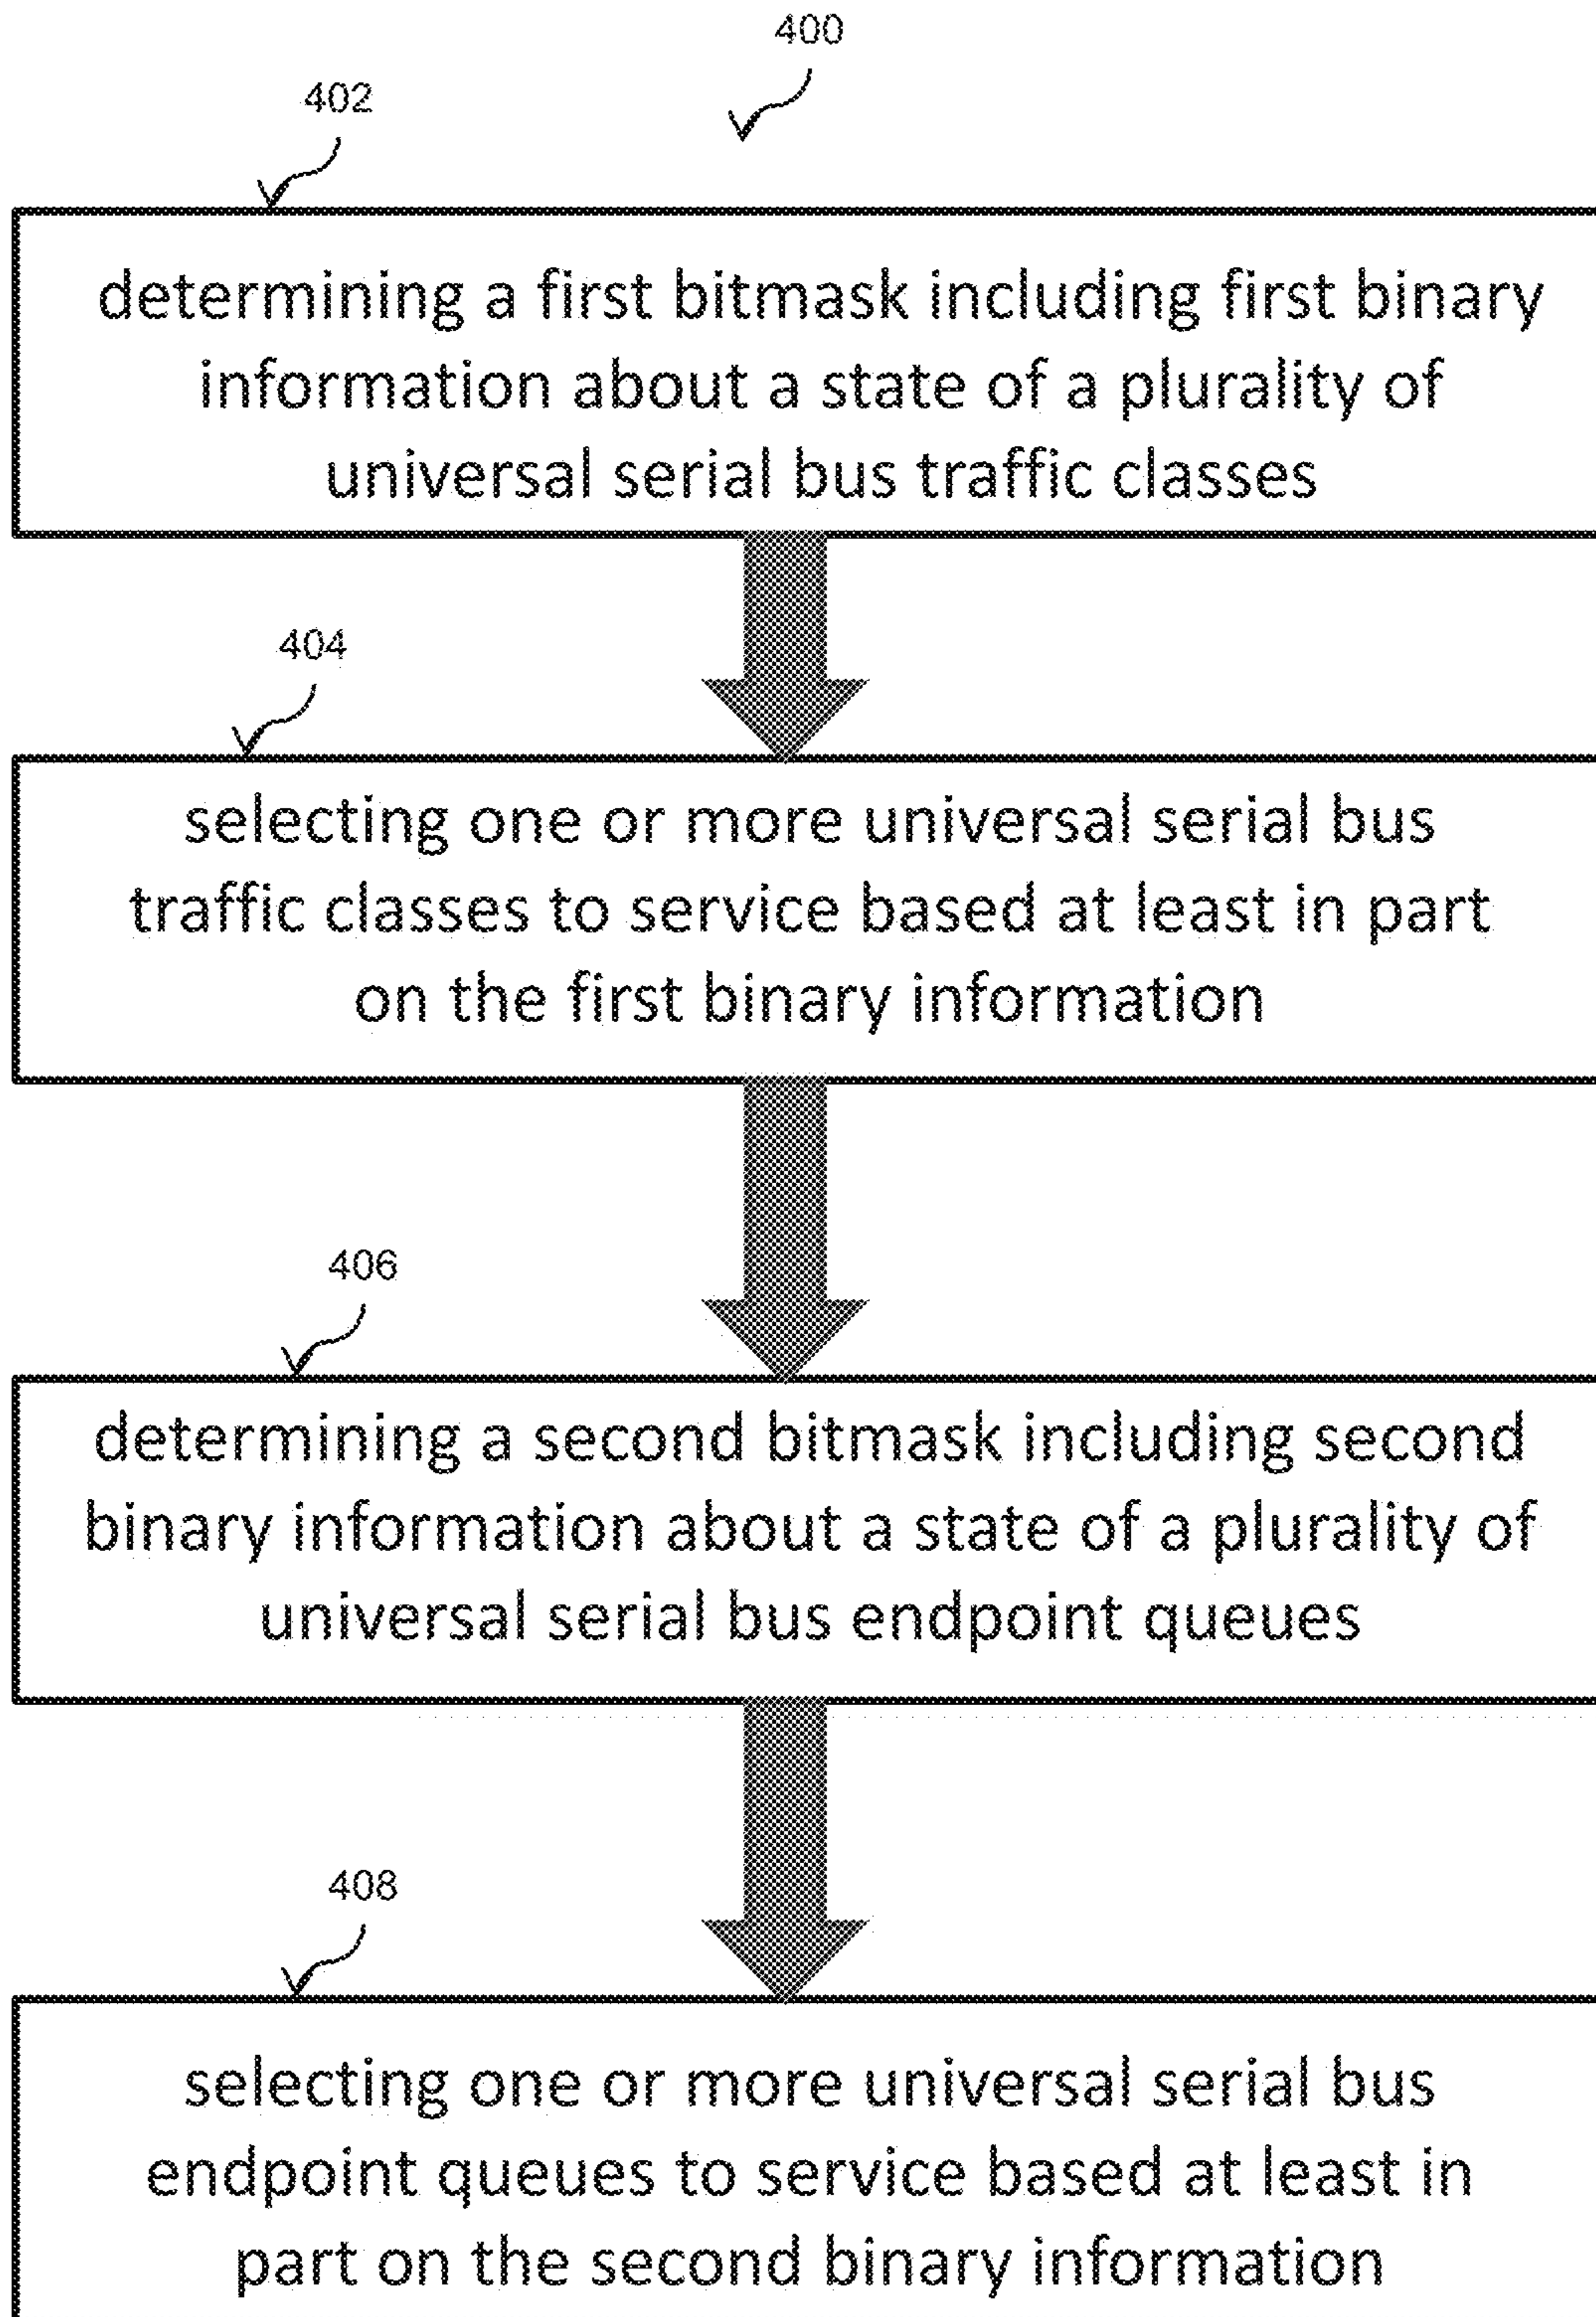 400
402
determining a first bitmask including first binary
information about a state of a plurality of
universal serial bus traffic classes
404
selecting one or more universal serial bus
traffic classes to service based at least in part
on the first binary information
406
determining a second bitmask including second
binary information about a state of a plurality of
universal serial bus endpoint queues
408
selecting one or more universal serial bus
endpoint queues to service based at least in
part on the second binary information